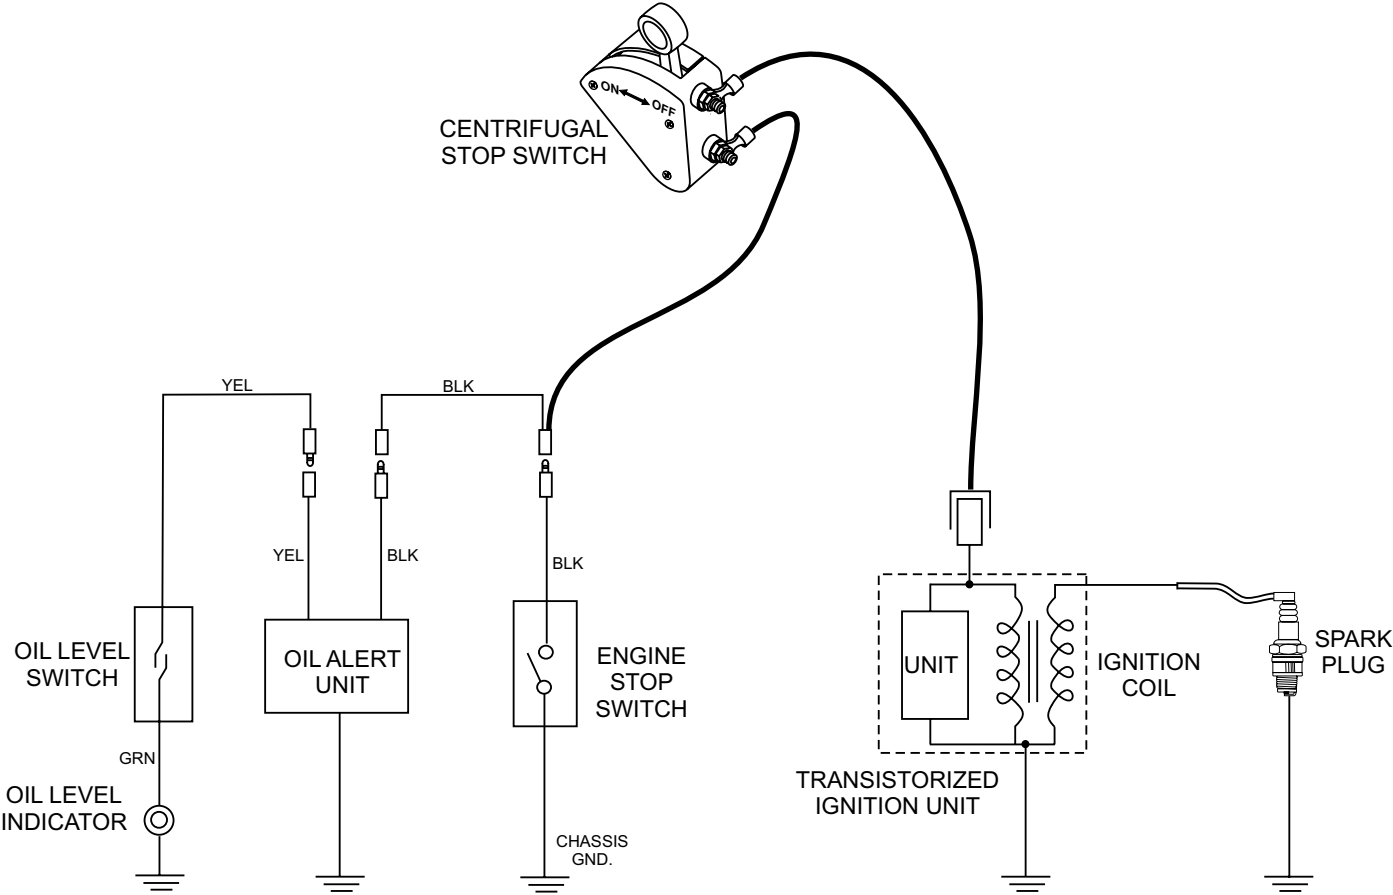 ON
OFF
CENTRIFUGAL
STOP SWITCH
YEL
BLK
YEL
BLK
BLK
OIL LEVEL
SWITCH
OIL ALERT
UNIT
ENGINE
STOP
SWITCH
UNIT
IGNITION
COIL
SPARK
PLUG
GRN
TRANSISTORIZED
IGNITION UNIT
OIL LEVEL
INDICATOR
CHASSIS
GND.